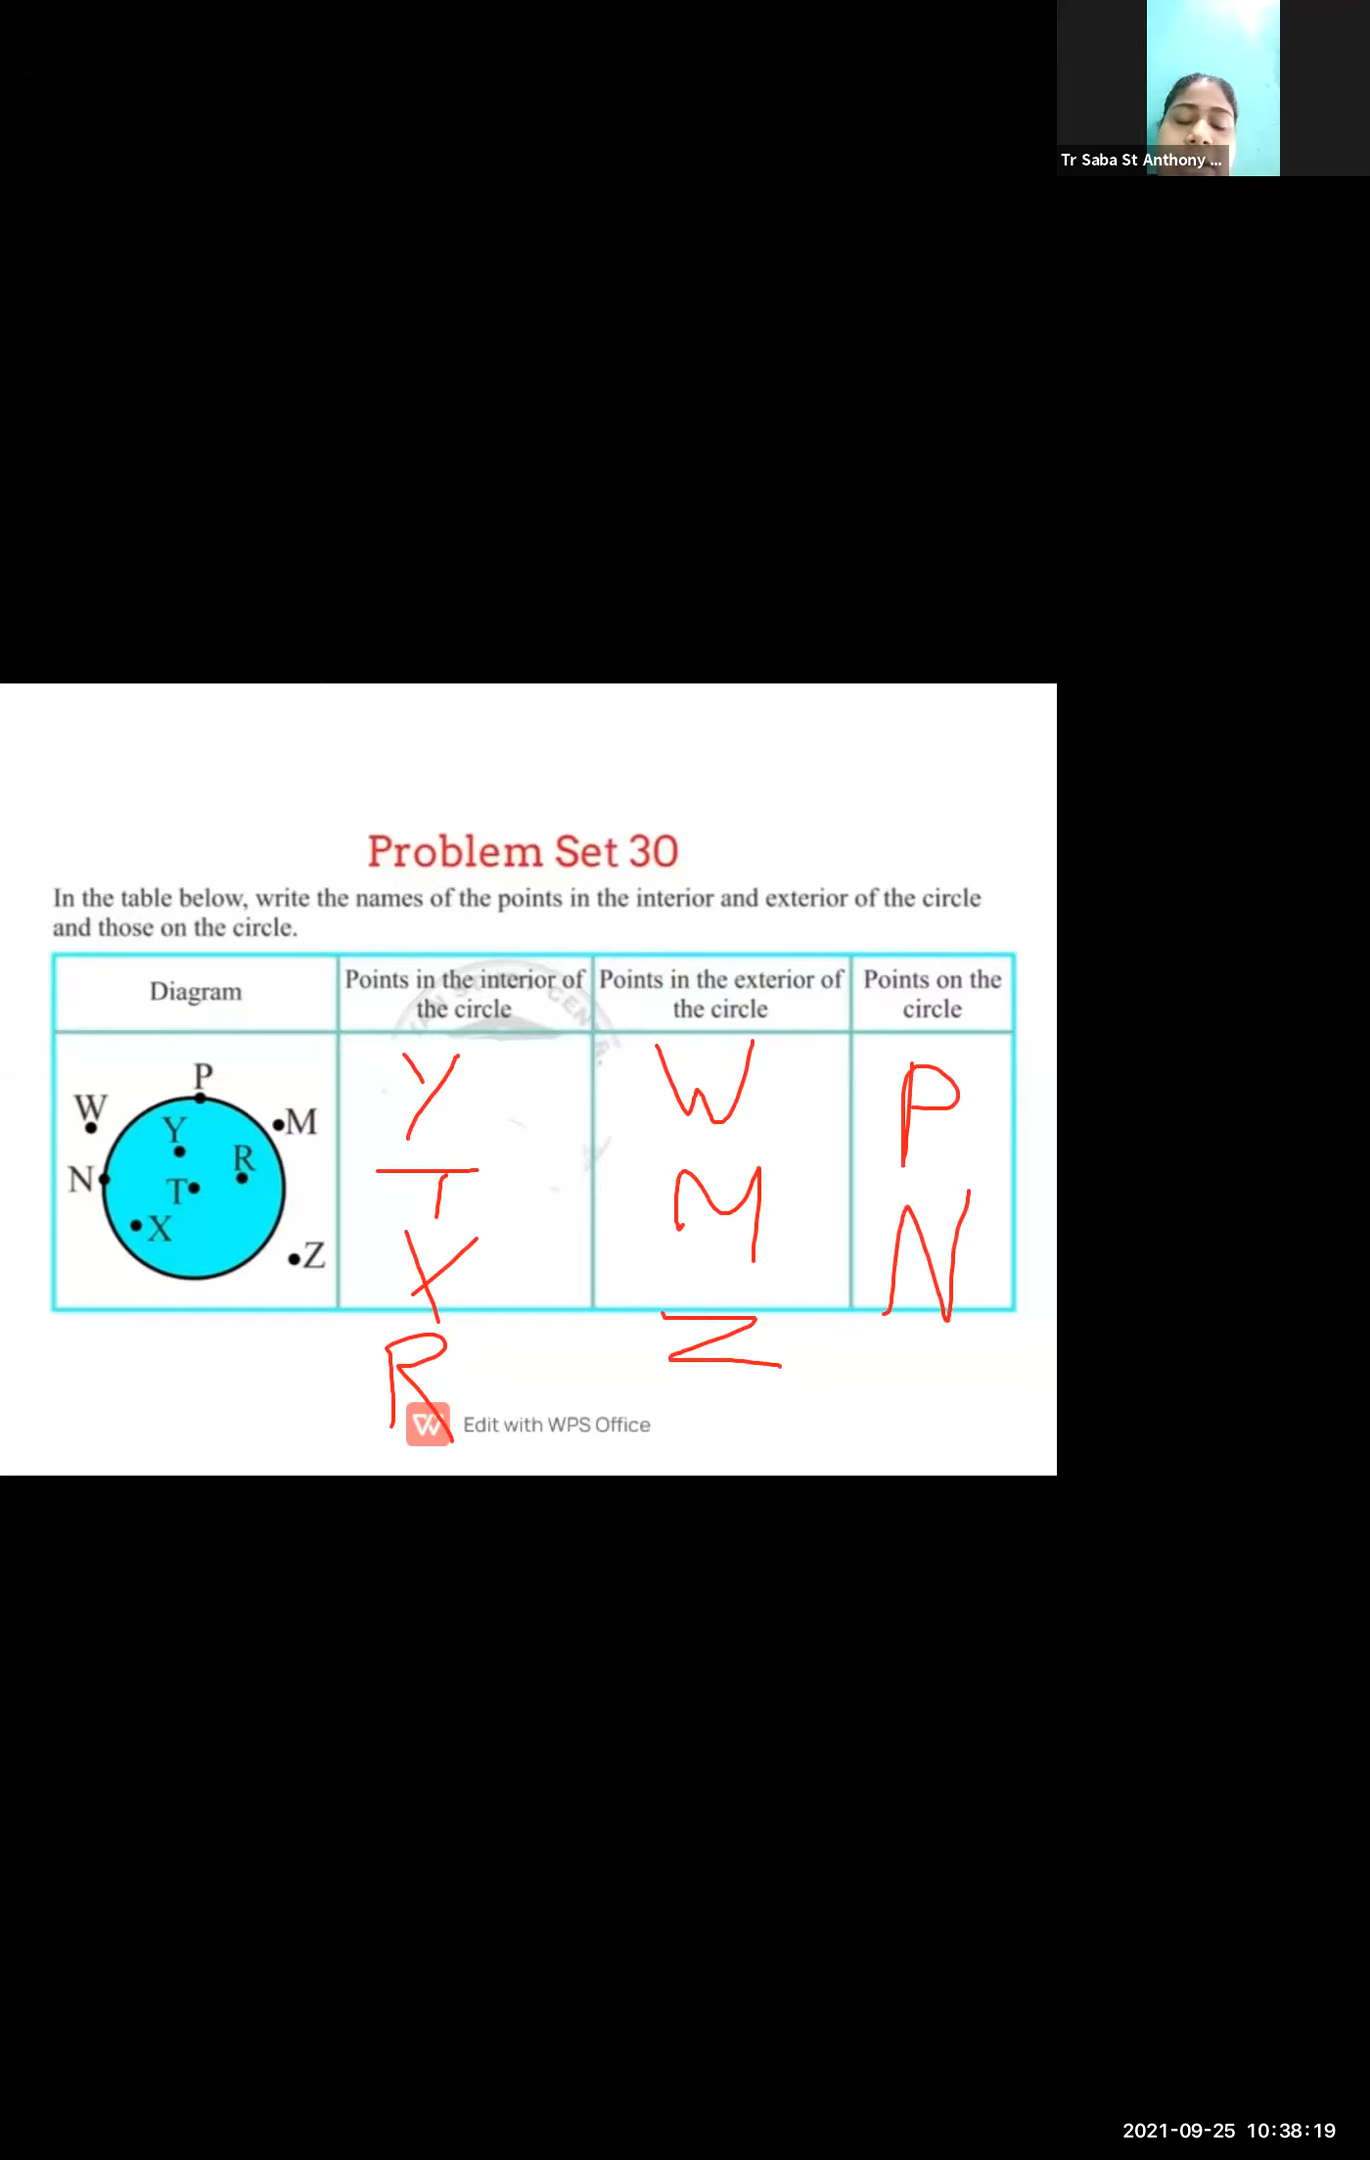 Tr Saba St Anthony ...
Problem Set 30
In the table below, write the names of the points in the interior and exterior of the circle
and those on the circle.
Diagram
Points in the interior of
the circle
Points in the exterior of
the circle
Points on the
circle
P
W
M
Y
R
N
T
X
Z
Y
T
X
R
W
M
Z
P
N
Edit with WPS Office
2021-09-25 10:38:19